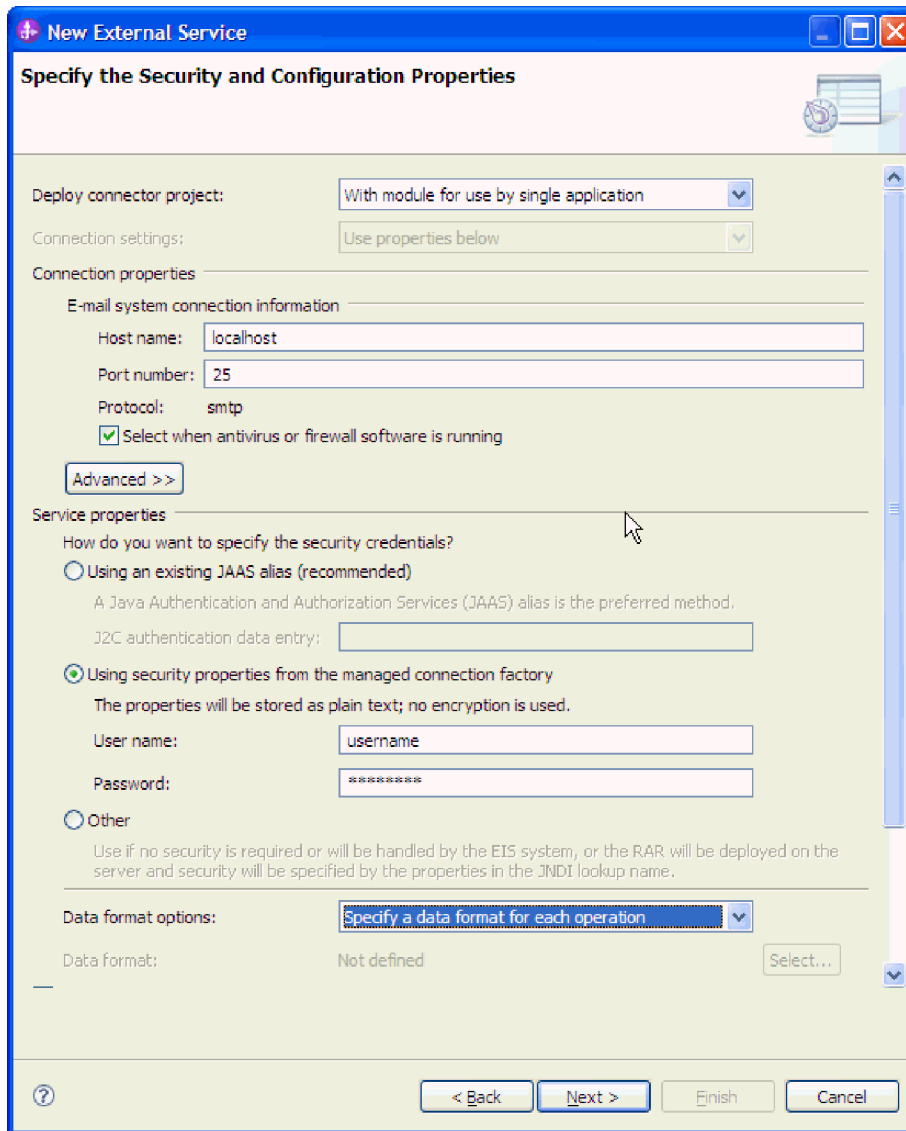 New External Service
Specify the Security and Configuration Properties
Deploy connector project: With module for use by single application
Connection settings: Use properties below
Connection properties
E-mail system connection information
Host name: localhost
Port number: 25
Protocol: smtp
Select when antivirus or firewall software is running
Advanced >>
Service properties
How do you want to specify the security credentials?
Using an existing JAAS alias (recommended)
A Java Authentication and Authorization Services (JAAS) alias is the preferred method.
J2C authentication data entry:
Using security properties from the managed connection factory
The properties will be stored as plain text; no encryption is used.
User name: username
Password: ********
Other
Use if no security is required or will be handled by the EIS system, or the RAR will be deployed on the
server and security will be specified by the properties in the JNDI lookup name.
Data format options: Specify a data format for each operation
Data format: Not defined Select...
? < Back Next > Finish Cancel